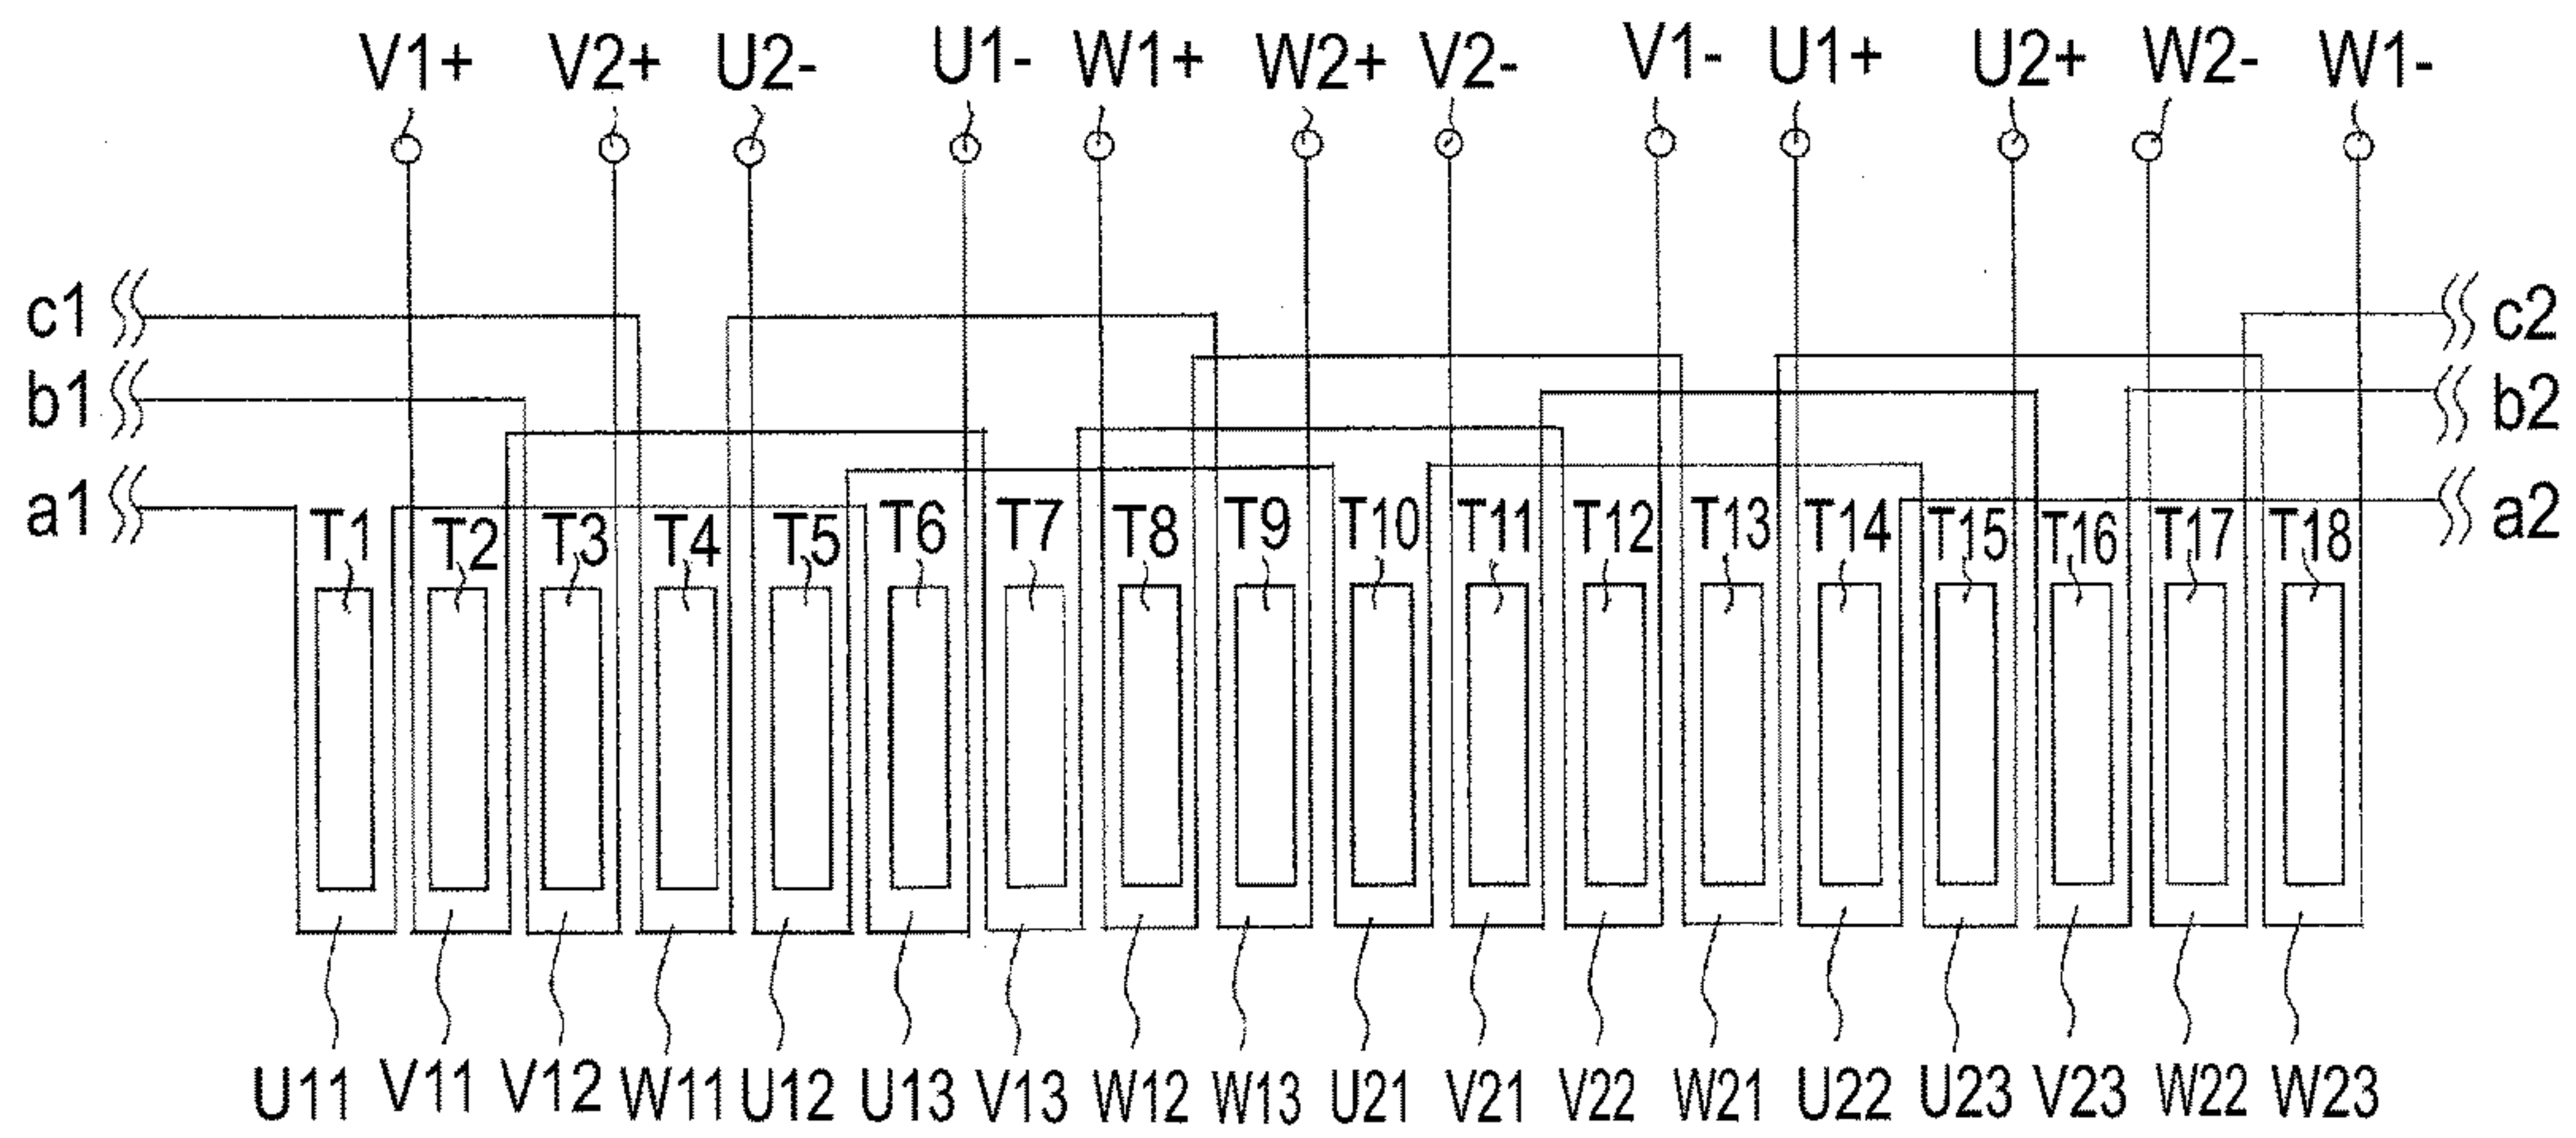 V1+ V2+ U2- U1- W1+ W2+ V2- V1- U1+ U2+ W2- W1-
c1 c2
b1 b2
a1 a2
T1 T2 T3 T4 T5 T6 T7 T8 T9 T10 T11 T12 T13 T14 T15 T16 T17 T18
U11 V11 V12 W11 U12 U13 V13 W12 W13 U21 V21 V22 W21 U22 U23 V23 W22 W23